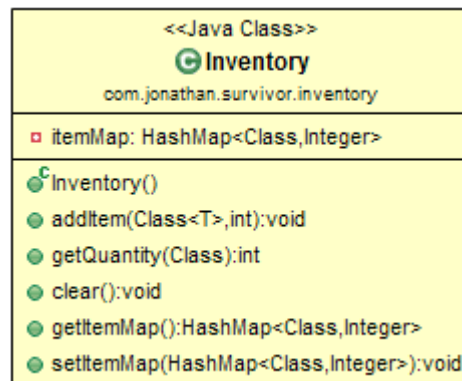 <<Java Class>>
Inventory
com.jonathan.survivor.inventory
itemMap: HashMap<Class,Integer>
Inventory()
addItem(Class<T>,int):void
getQuantity(Class):int
clear():void
getItemMap():HashMap<Class,Integer>
setItemMap(HashMap<Class,Integer>):void